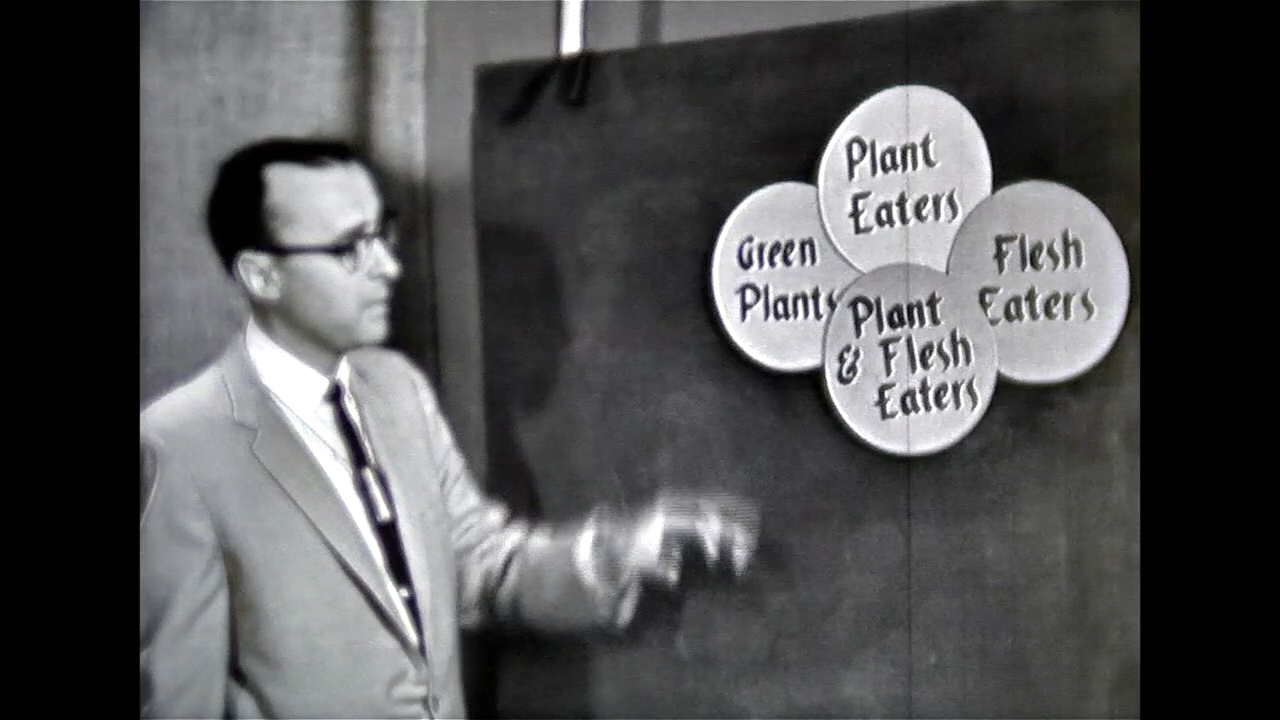 Plant
Eaters
Green
Plants
Flesh
Eaters
Plant
& Flesh
Eaters